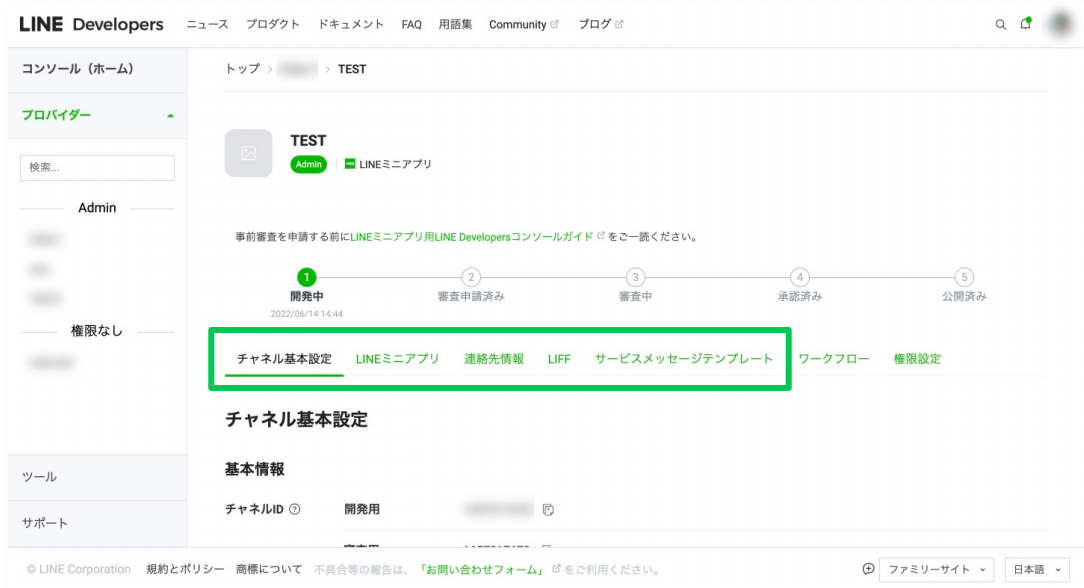 LINE Developers ニュース プロダクト ドキュメント FAQ 用語集 Community ブログ
コンソール（ホーム）
トップ > > TEST
プロバイダー
TEST
Admin LINEミニアプリ
検索...
Admin
事前審査を申請する前にLINEミニアプリ用LINE Developersコンソールガイド をご一読ください。
1 2 3 4 5
開発中 審査申請済み 審査中 承認済み 公開済み
2022/06/14 14:44
権限なし
チャネル基本設定 LINEミニアプリ 連絡先情報 LIFF サービスメッセージテンプレート ワークフロー 権限設定
チャネル基本設定
基本情報
ツール
チャネルID ? 開発用
サポート
© LINE Corporation 規約とポリシー 商標について 不具合等の報告は、「お問い合わせフォーム」 をご利用ください。 ファミリーサイト 日本語